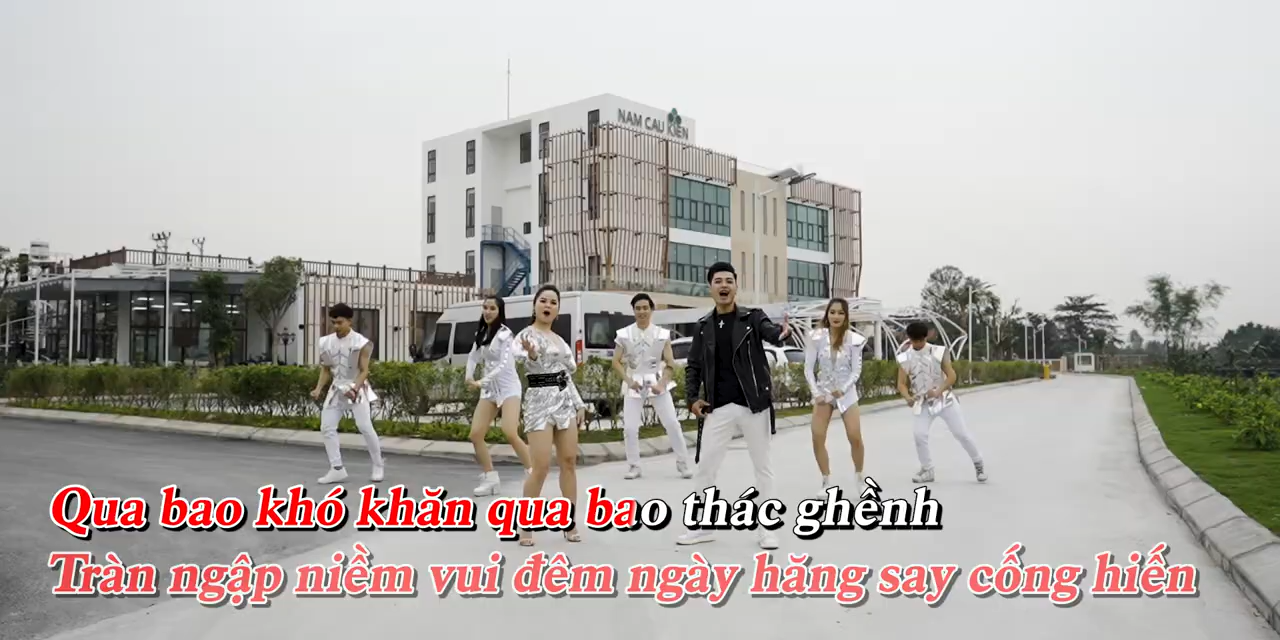 NAM CAU KIEN
Qua bao khó khăn qua bao thác ghềnh
Tràn ngập niềm vui đêm ngày hăng say cống hiến